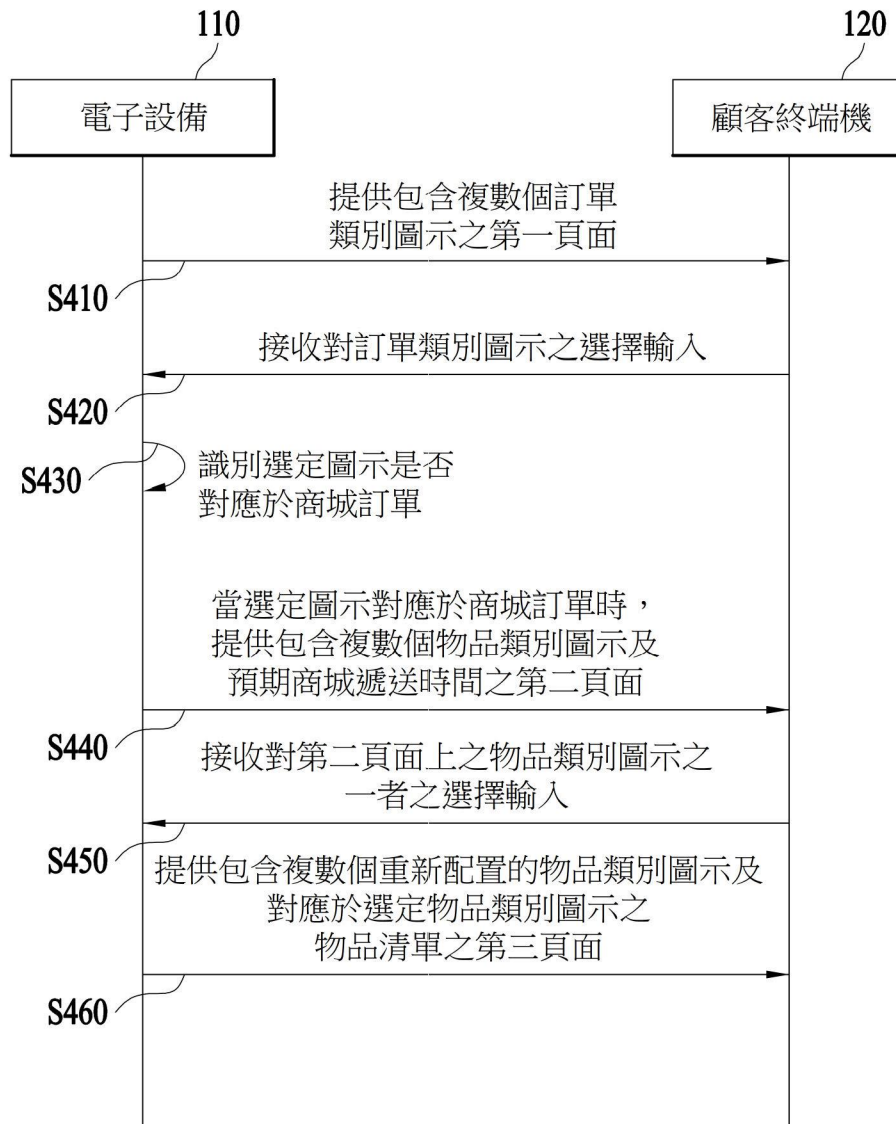 110
120
電子設備
顧客終端機
提供包含複數個訂單
類別圖示之第一頁面
S410
接收對訂單類別圖示之選擇輸入
S420
S430
識別選定圖示是否
對應於商城訂單
當選定圖示對應於商城訂單時，
提供包含複數個物品類別圖示及
預期商城遞送時間之第二頁面
S440
接收對第二頁面上之物品類別圖示之
一者之選擇輸入
S450
提供包含複數個重新配置的物品類別圖示及
對應於選定物品類別圖示之
物品清單之第三頁面
S460